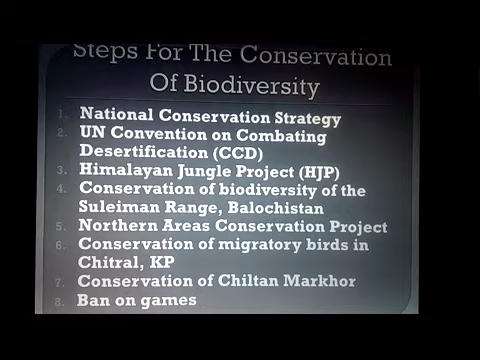 Steps For The Conservation
Of Biodiversity
1. National Conservation Strategy
2. UN Convention on Combating
Desertification (CCD)
3. Himalayan Jungle Project (HJP)
4. Conservation of biodiversity of the
Suleiman Range, Balochistan
5. Northern Areas Conservation Project
6. Conservation of migratory birds in
Chitral, KP
7. Conservation of Chiltan Markhor
8. Ban on games